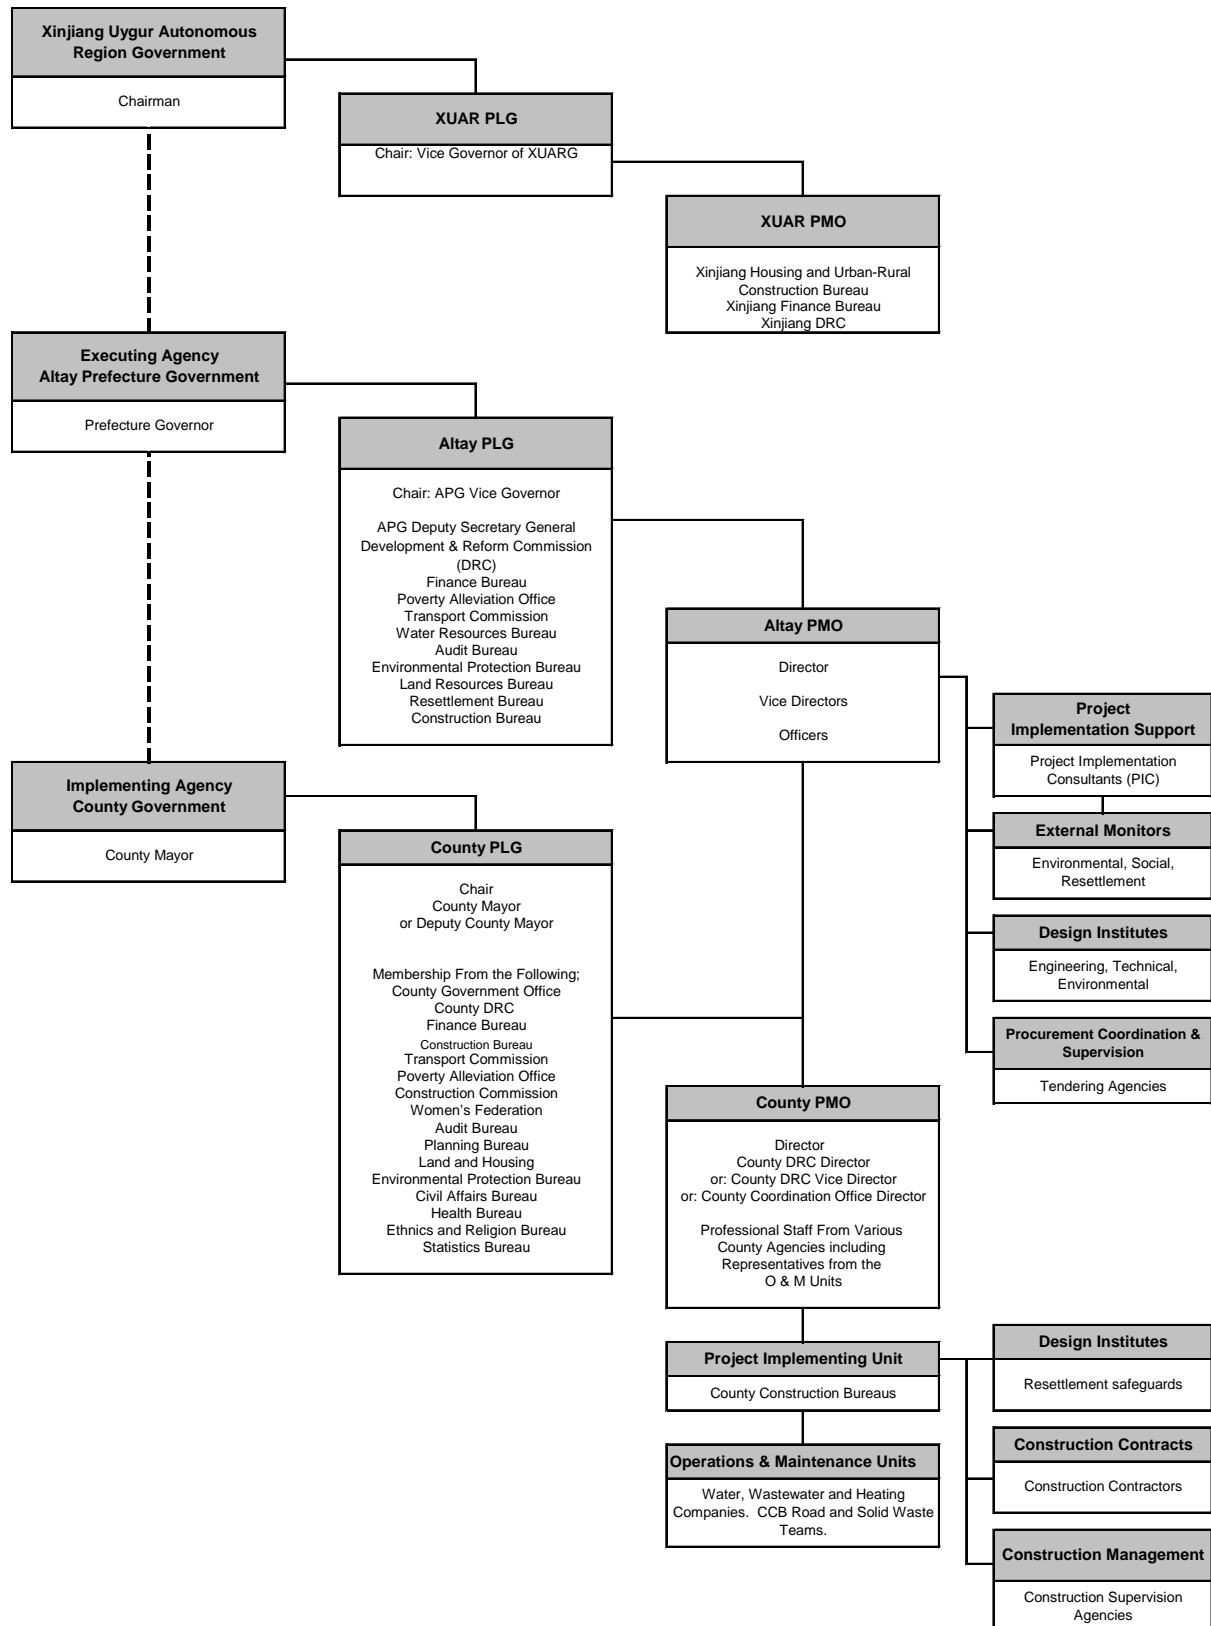 Xinjiang Uygur Autonomous
Region Government
Chairman
XUAR PLG
Chair: Vice Governor of XUARG
XUAR PMO
Xinjiang Housing and Urban-Rural
Construction Bureau
Xinjiang Finance Bureau
Xinjiang DRC
Executing Agency
Altay Prefecture Government
Prefecture Governor
Altay PLG
Chair: APG Vice Governor
APG Deputy Secretary General
Development & Reform Commission
(DRC)
Finance Bureau
Poverty Alleviation Office
Transport Commission
Water Resources Bureau
Audit Bureau
Environmental Protection Bureau
Land Resources Bureau
Resettlement Bureau
Construction Bureau
Altay PMO
Director
Vice Directors
Officers
Project
Implementation Support
Project Implementation
Consultants (PIC)
External Monitors
Environmental, Social,
Resettlement
Design Institutes
Engineering, Technical,
Environmental
Procurement Coordination &
Supervision
Tendering Agencies
Implementing Agency
County Government
County Mayor
County PLG
Chair
County Mayor
or Deputy County Mayor
Membership From the Following;
County Government Office
County DRC
Finance Bureau
Construction Bureau
Transport Commission
Poverty Alleviation Office
Construction Commission
Women's Federation
Audit Bureau
Planning Bureau
Land and Housing
Environmental Protection Bureau
Civil Affairs Bureau
Health Bureau
Ethnics and Religion Bureau
Statistics Bureau
County PMO
Director
County DRC Director
or: County DRC Vice Director
or: County Coordination Office Director
Professional Staff From Various
County Agencies including
Representatives from the
O & M Units
Project Implementing Unit
County Construction Bureaus
Operations & Maintenance Units
Water, Wastewater and Heating
Companies. CCB Road and Solid Waste
Teams.
Design Institutes
Resettlement safeguards
Construction Contracts
Construction Contractors
Construction Management
Construction Supervision
Agencies